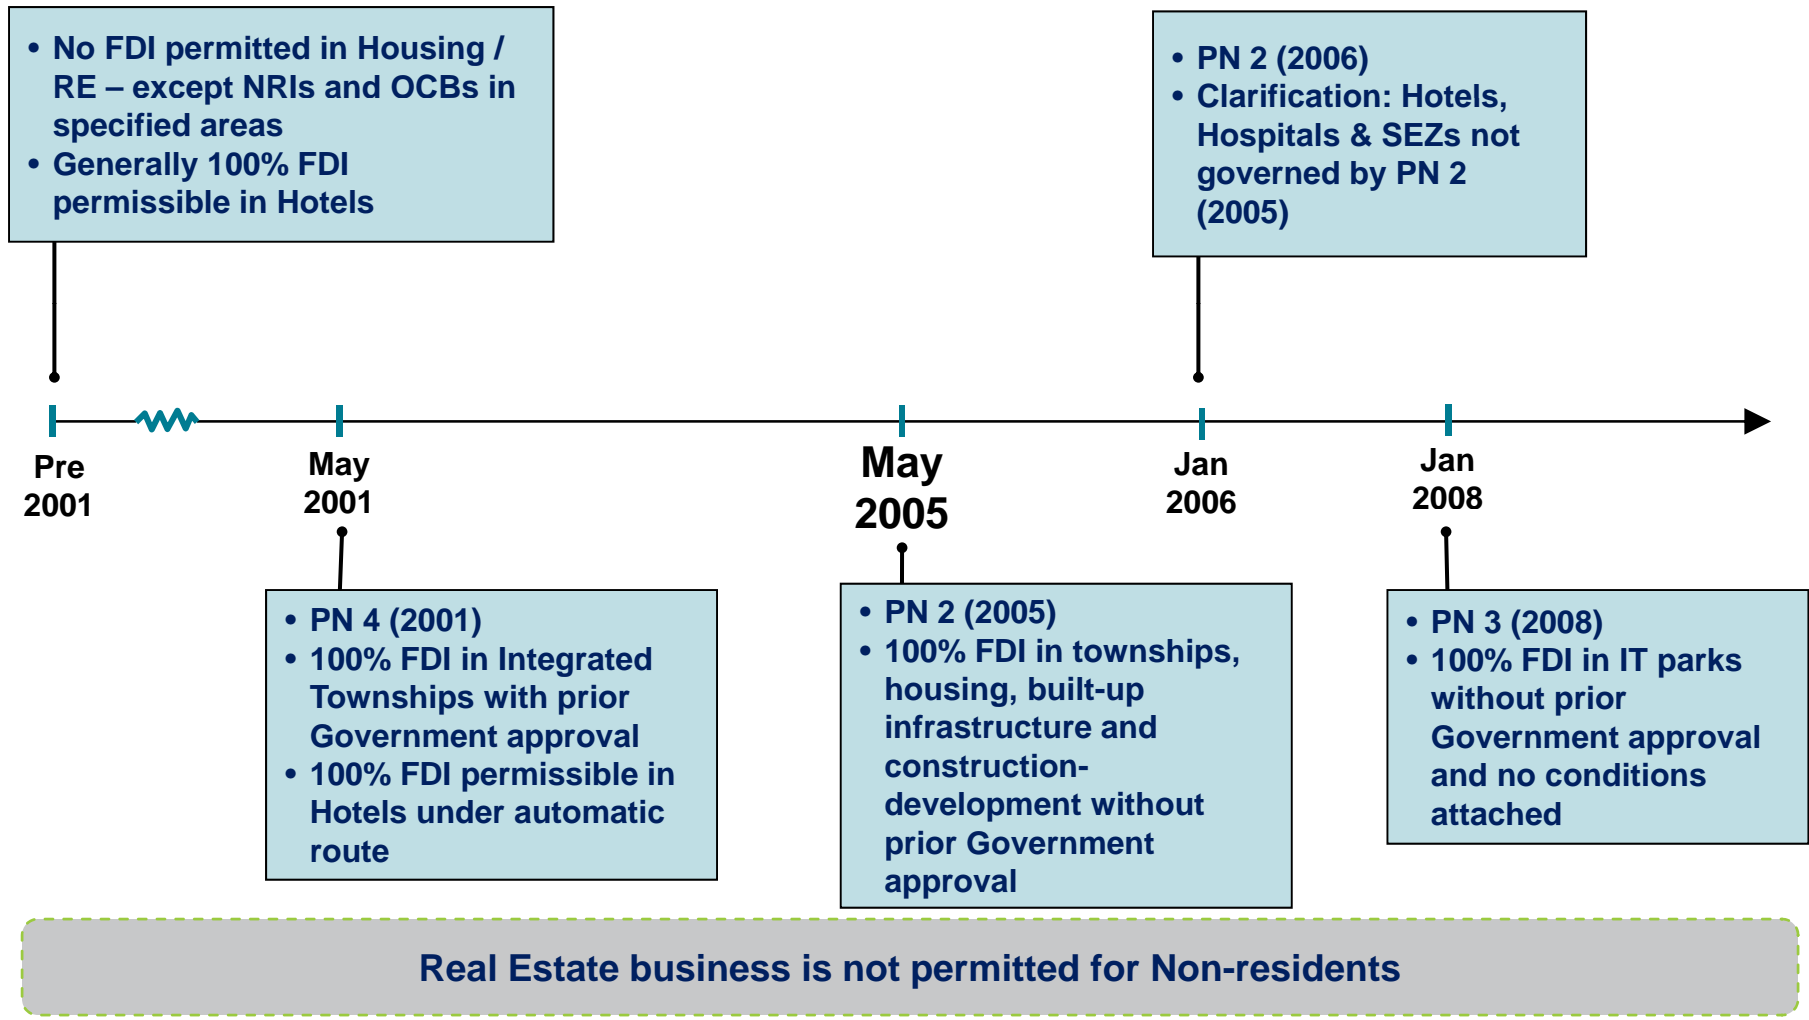 • No FDI permitted in Housing /
RE – except NRIs and OCBs in
specified areas
• Generally 100% FDI
permissible in Hotels
• PN 2 (2006)
• Clarification: Hotels,
Hospitals & SEZs not
governed by PN 2
(2005)
Pre
2001
May
2001
May
2005
Jan
2006
Jan
2008
• PN 4 (2001)
• 100% FDI in Integrated
Townships with prior
Government approval
• 100% FDI permissible in
Hotels under automatic
route
• PN 2 (2005)
• 100% FDI in townships,
housing, built-up
infrastructure and
construction-
development without
prior Government
approval
• PN 3 (2008)
• 100% FDI in IT parks
without prior
Government approval
and no conditions
attached
Real Estate business is not permitted for Non-residents